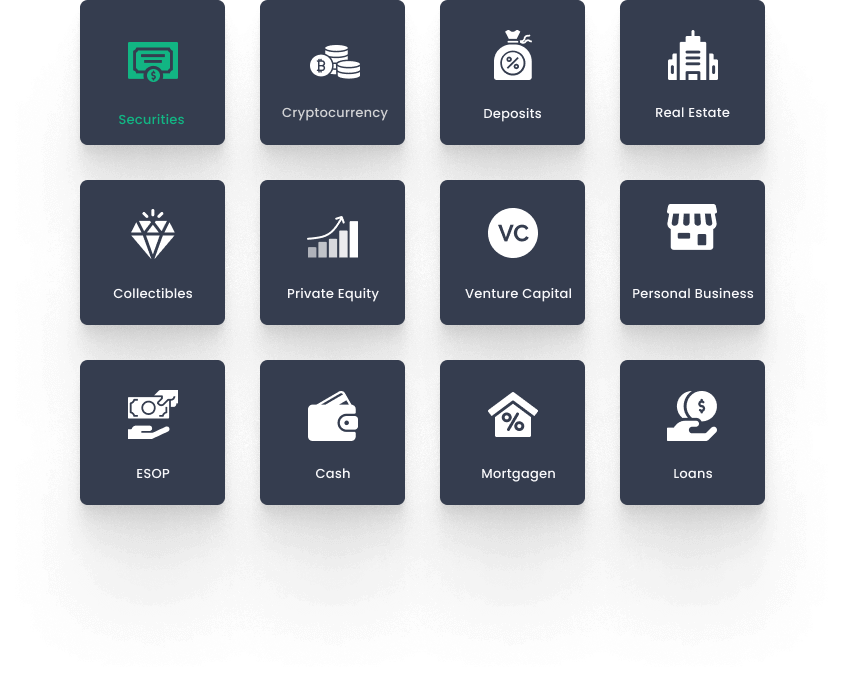 Securities
Cryptocurrency
Deposits
Real Estate
Collectibles
Private Equity
VC
Venture Capital
Personal Business
ESOP
Cash
Mortgagen
Loans